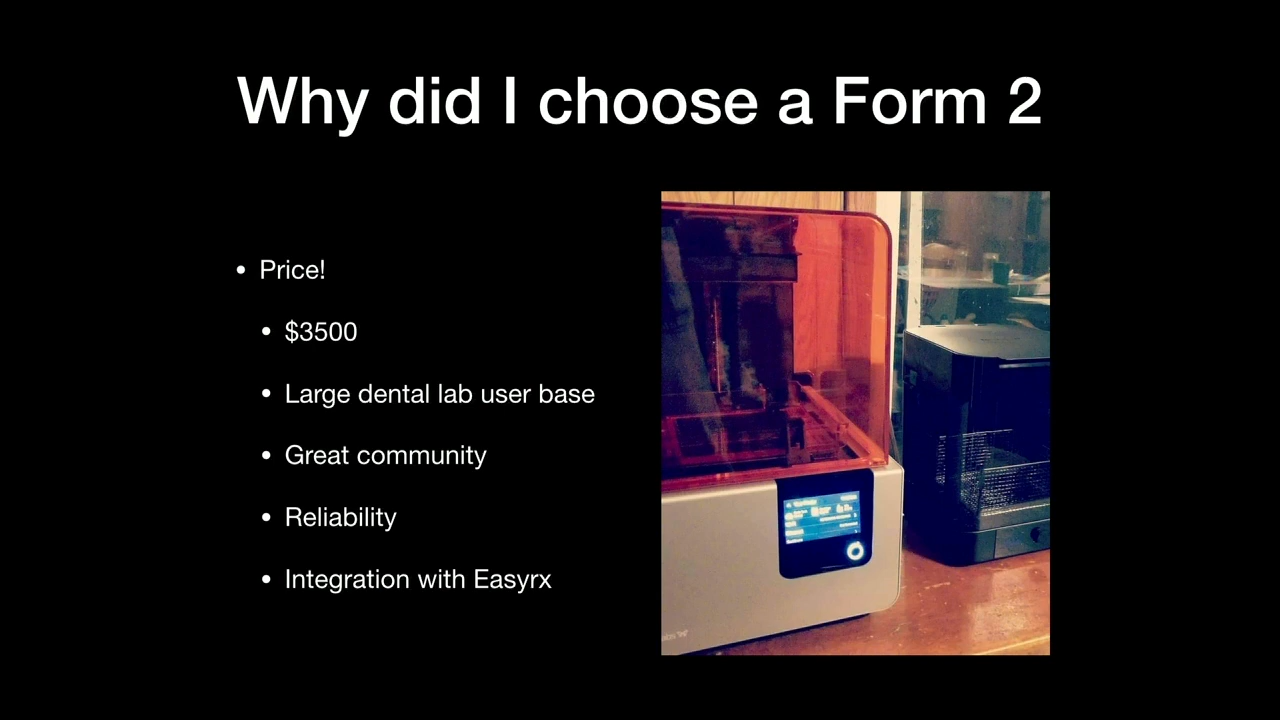 Why did I choose a Form 2
• Price!
• $3500
• Large dental lab user base
• Great community
• Reliability
• Integration with Easyrx